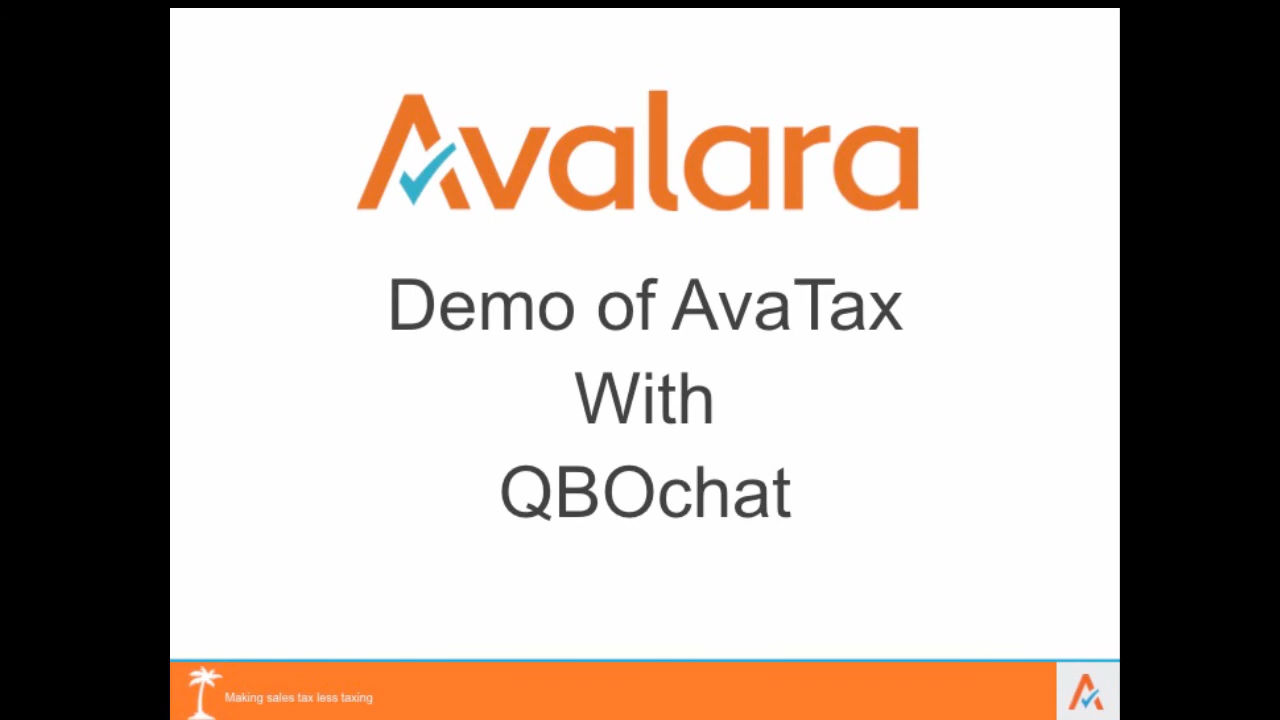 Avalara
Demo of AvaTax
With
QBOchat
Making sales tax less taxing